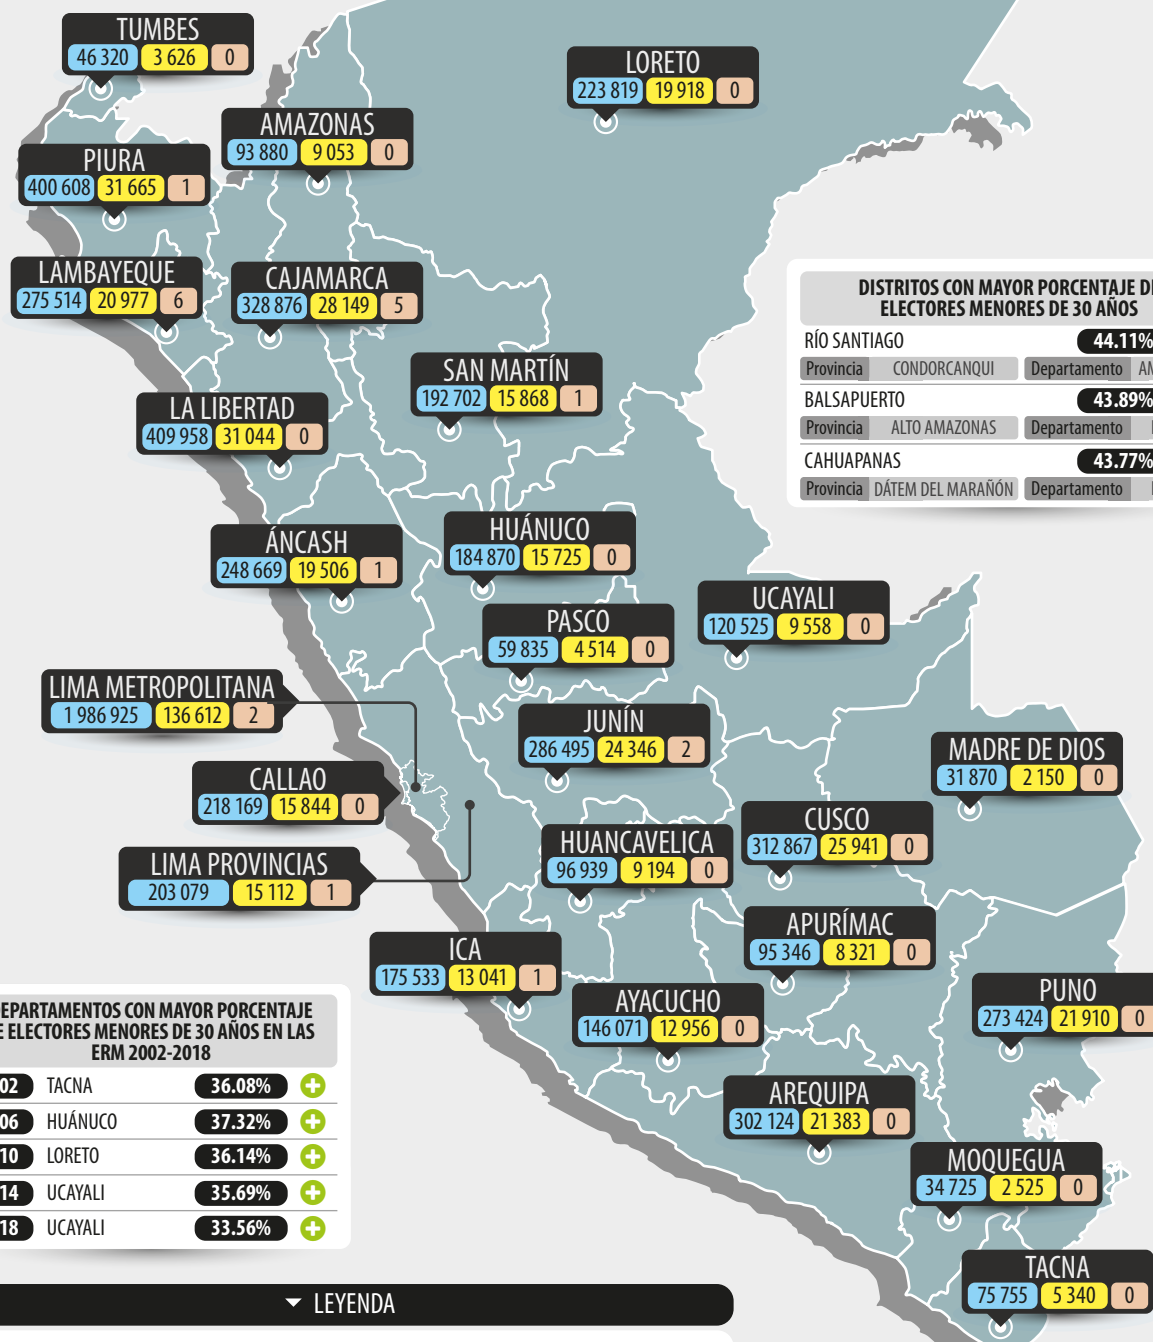 TUMBES
46 320 3 626 0
LORETO
223 819 19 918 0
AMAZONAS
93 880 9 053 0
PIURA
400 608 31 665 1
LAMBAYEQUE
275 514 20 977 6
CAJAMARCA
328 876 28 149 5
DISTRITOS CON MAYOR PORCENTAJE D
ELECTORES MENORES DE 30 AÑOS
RÍO SANTIAGO 44.11%
Provincia CONDORCANQUI Departamento AM
BALSAPUERTO 43.89%
Provincia ALTO AMAZONAS Departamento
CAHUAPANAS 43.77%
Provincia DÁTEM DEL MARAÑÓN Departamento
SAN MARTÍN
192 702 15 868 1
LA LIBERTAD
409 958 31 044 0
HUÁNUCO
184 870 15 725 0
ÁNCASH
248 669 19 506 1
UCAYALI
120 525 9 558 0
PASCO
59 835 4 514 0
LIMA METROPOLITANA
1 986 925 136 612 2
JUNÍN
286 495 24 346 2
MADRE DE DIOS
31 870 2 150 0
CALLAO
218 169 15 844 0
CUSCO
312 867 25 941 0
HUANCAVELICA
96 939 9 194 0
LIMA PROVINCIAS
203 079 15 112 1
APURÍMAC
95 346 8 321 0
ICA
175 533 13 041 1
PUNO
273 424 21 910 0
AYACUCHO
146 071 12 956 0
DEPARTAMENTOS CON MAYOR PORCENTAJE
E ELECTORES MENORES DE 30 AÑOS EN LAS
ERM 2002-2018
02 TACNA 36.08%
06 HUÁNUCO 37.32%
10 LORETO 36.14%
14 UCAYALI 35.69%
18 UCAYALI 33.56%
AREQUIPA
302 124 21 383 0
MOQUEGUA
34 725 2 525 0
TACNA
75 755 5 340 0
LEYENDA